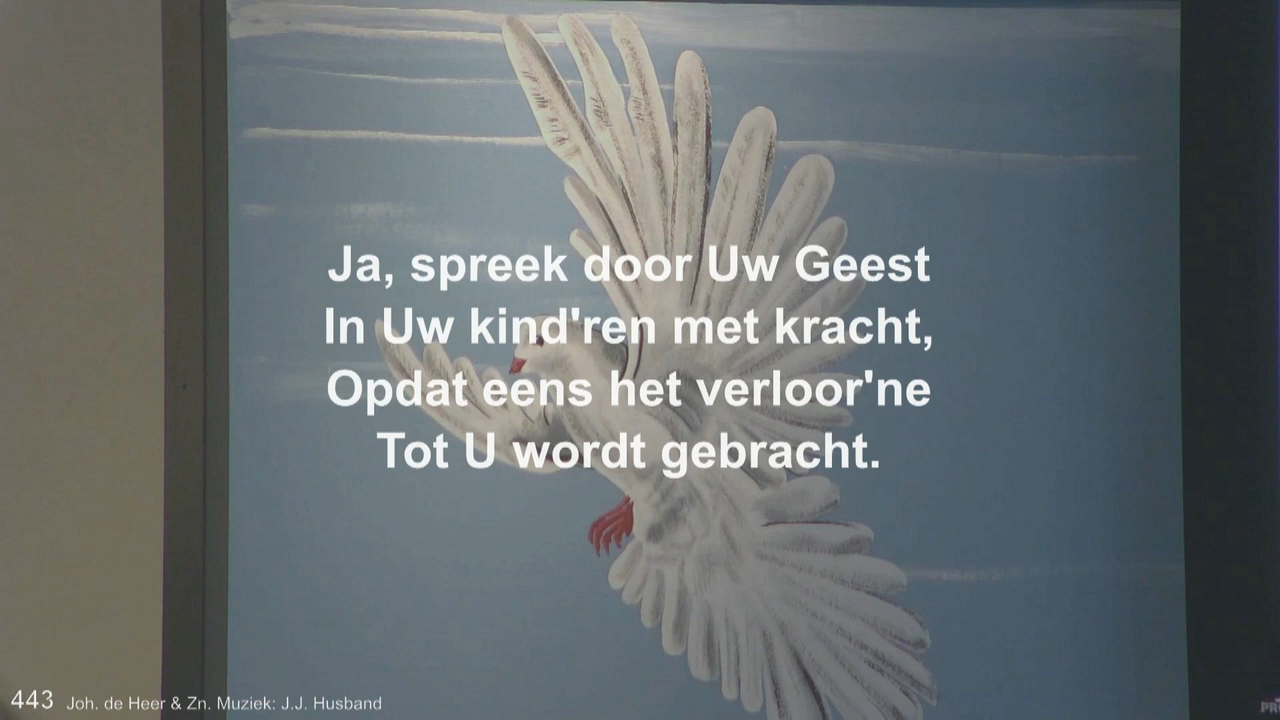 Ja, spreek door Uw Geest
In Uw kind'ren met kracht,
Opdat eens het verloor'ne
Tot U wordt gebracht.
443 Joh. de Heer & Zn. Muziek: J.J. Husband